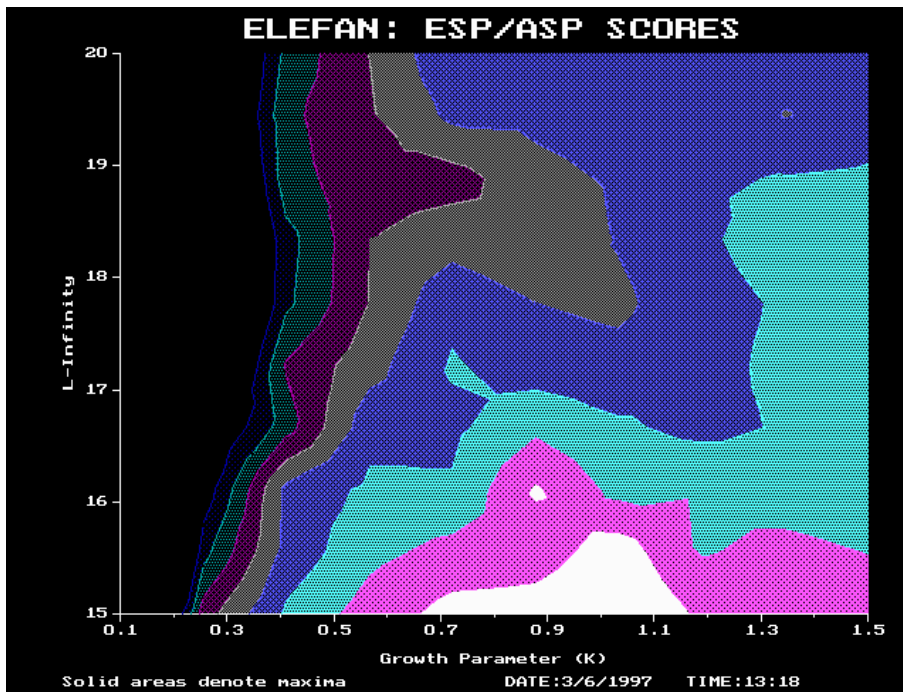 ELEFAN: ESP/ASP SCORES
20
19
18
17
16
15
L-Infinity
0.1 0.3 0.5 0.7 0.9 1.1 1.3 1.5
Growth Parameter (K)
Solid areas denote maxima DATE:3/6/1997 TIME:13:18